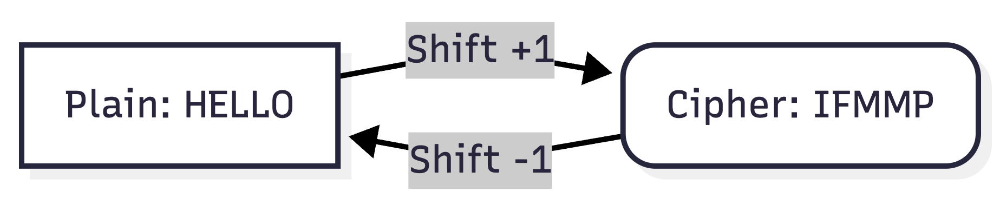 Shift +1
Plain: HELLO
Cipher: IFMMP
Shift -1